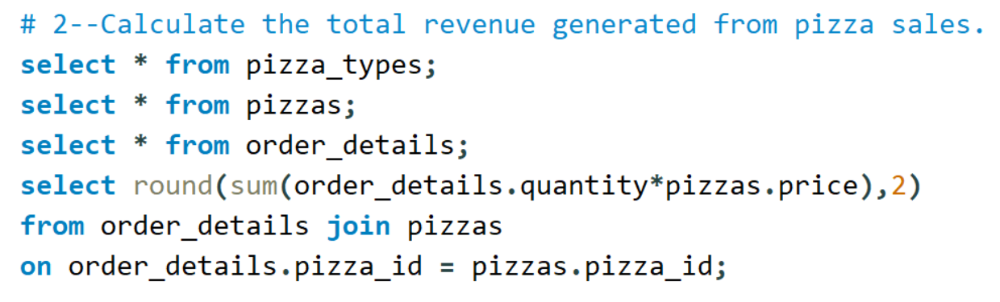 # 2--Calculate the total revenue generated from pizza sales.
select * from pizza_types;
select * from pizzas;
select * from order_details;
select round(sum(order_details.quantity*pizzas.price),2)
from order_details join pizzas
on order_details.pizza_id = pizzas.pizza_id;